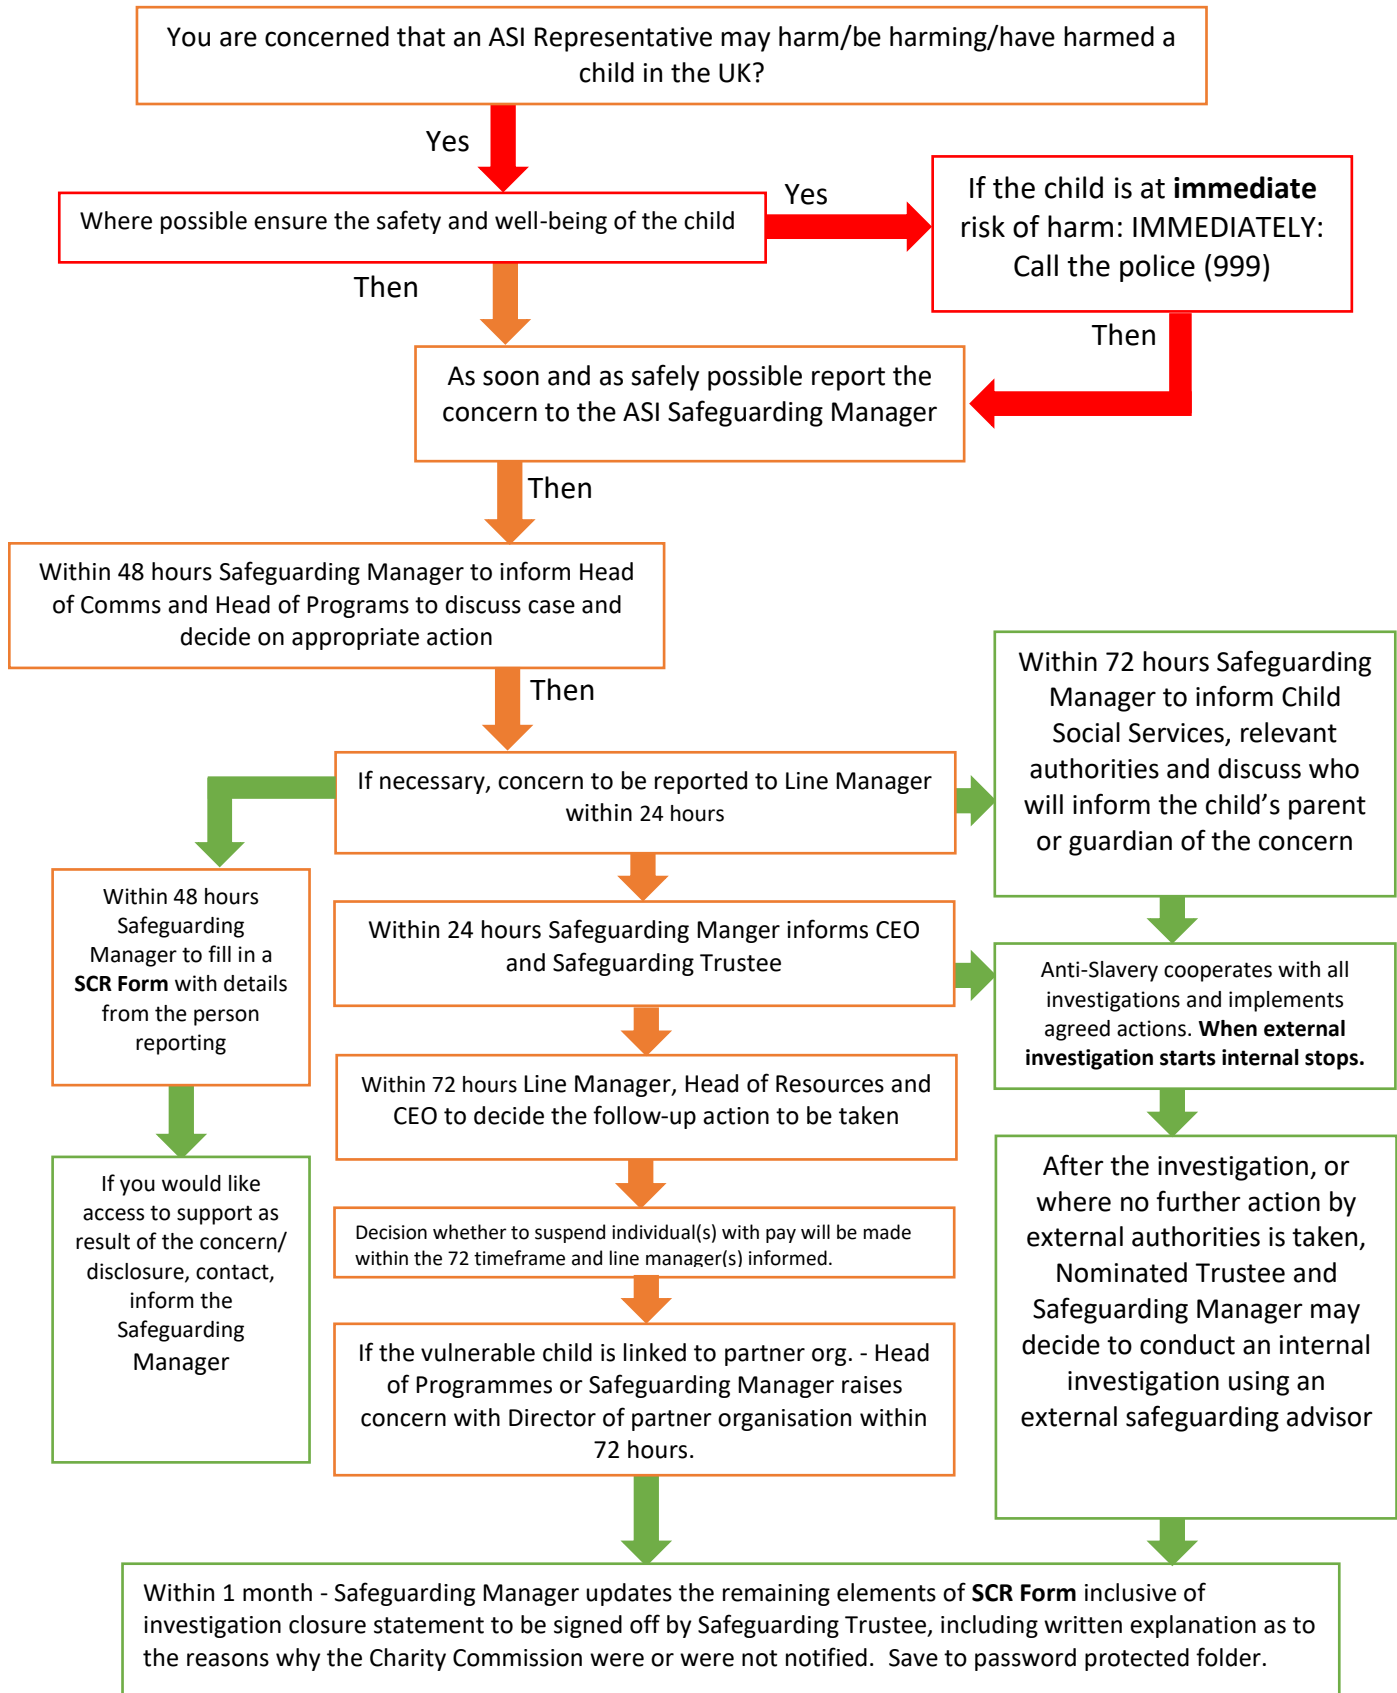 You are concerned that an ASI Representative may harm/be harming/have harmed a
child in the UK?
Yes
Where possible ensure the safety and well-being of the child
Yes
If the child is at immediate
risk of harm: IMMEDIATELY:
Call the police (999)
Then
Then
As soon and as safely possible report the
concern to the ASI Safeguarding Manager
Then
Within 48 hours Safeguarding Manager to inform Head
of Comms and Head of Programs to discuss case and
decide on appropriate action
Then
If necessary, concern to be reported to Line Manager
within 24 hours
Within 72 hours Safeguarding
Manager to inform Child
Social Services, relevant
authorities and discuss who
will inform the child’s parent
or guardian of the concern
Within 48 hours
Safeguarding
Manager to fill in a
SCR Form with details
from the person
reporting
Within 24 hours Safeguarding Manger informs CEO
and Safeguarding Trustee
Anti-Slavery cooperates with all
investigations and implements
agreed actions. When external
investigation starts internal stops.
Within 72 hours Line Manager, Head of Resources and
CEO to decide the follow-up action to be taken
If you would like
access to support as
result of the concern/
disclosure, contact,
inform the
Safeguarding
Manager
Decision whether to suspend individual(s) with pay will be made
within the 72 timeframe and line manager(s) informed.
After the investigation, or
where no further action by
external authorities is taken,
Nominated Trustee and
Safeguarding Manager may
decide to conduct an internal
investigation using an
external safeguarding advisor
If the vulnerable child is linked to partner org. - Head
of Programmes or Safeguarding Manager raises
concern with Director of partner organisation within
72 hours.
Within 1 month - Safeguarding Manager updates the remaining elements of SCR Form inclusive of
investigation closure statement to be signed off by Safeguarding Trustee, including written explanation as to
the reasons why the Charity Commission were or were not notified. Save to password protected folder.